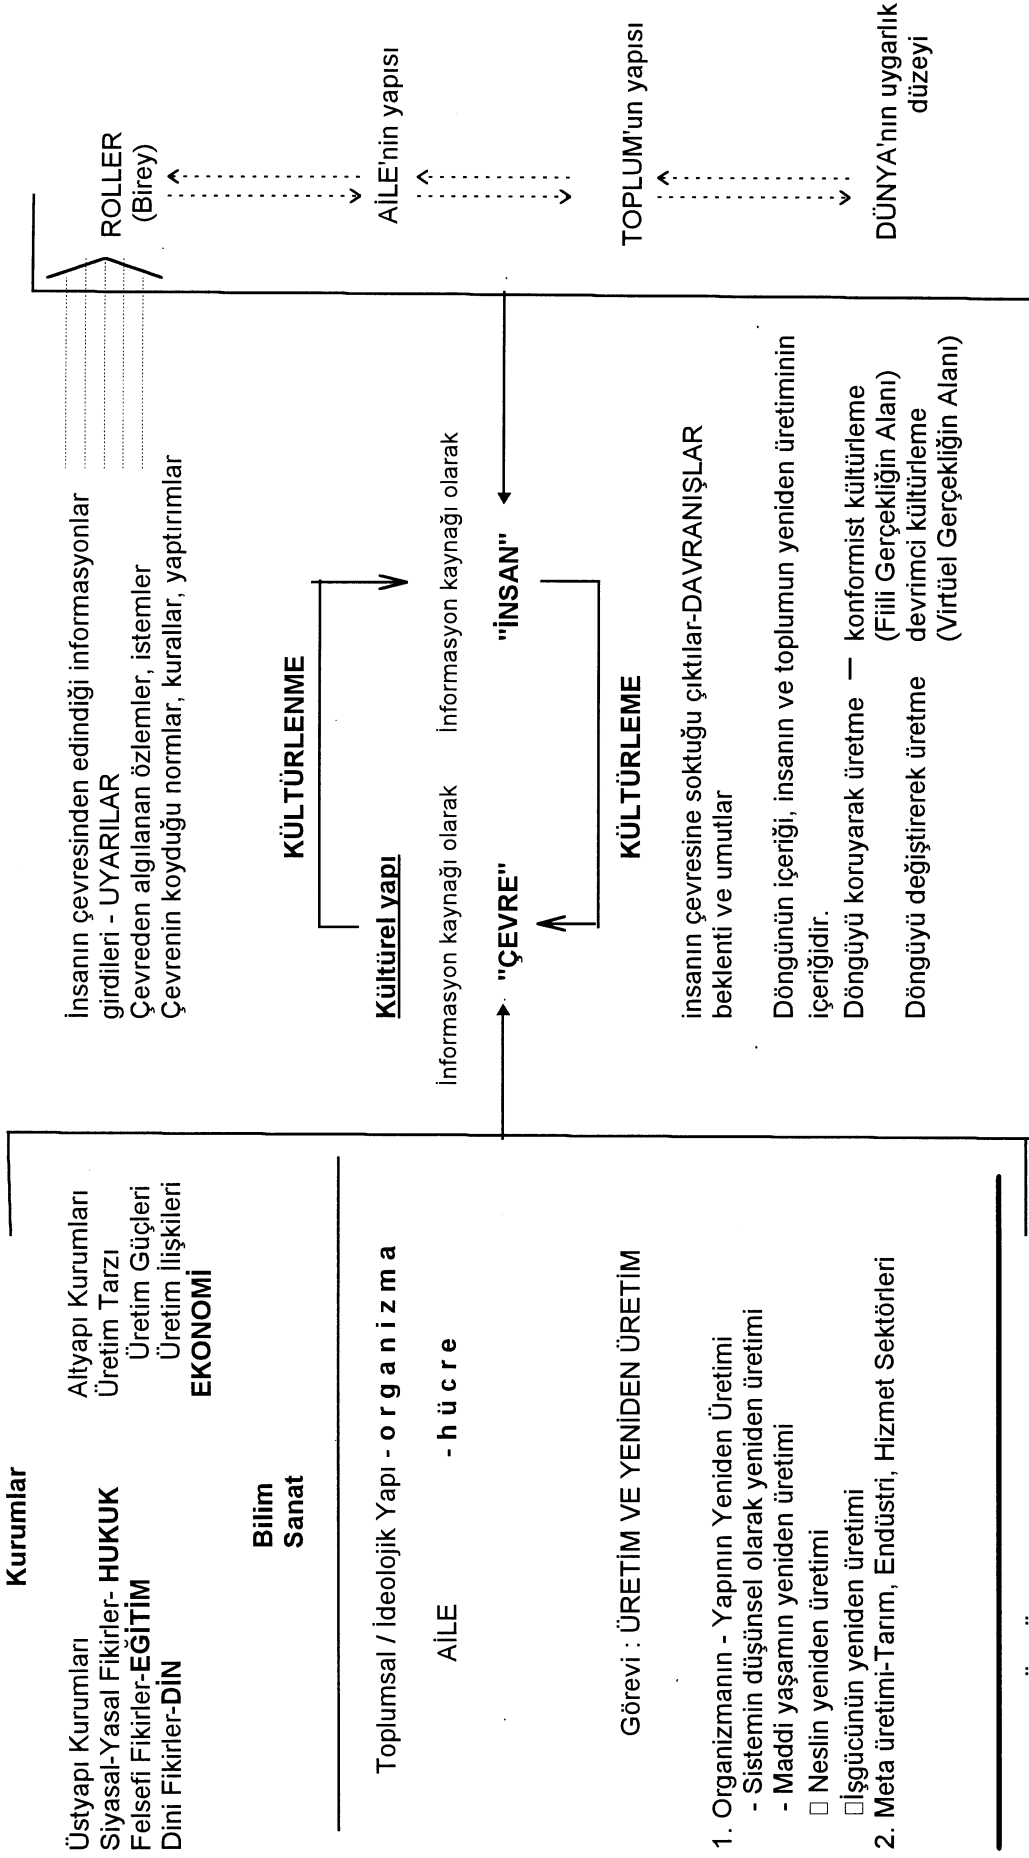 Kurumlar
Üstyapı Kurumları
Siyasal-Yasal Fikirler- HUKUK
Felsefi Fikirler-EĞİTİM
Dini Fikirler-DİN
Altyapı Kurumları
Üretim Tarzı
Üretim Güçleri
Üretim İlişkileri
EKONOMİ
Bilim
Sanat
Toplumsal / İdeolojik Yapı - organizma
AİLE - hücre
Görevi : ÜRETİM VE YENİDEN ÜRETİM
1. Organizmanın - Yapının Yeniden Üretimi
- Sistemin düşünsel olarak yeniden üretimi
- Maddi yaşamın yeniden üretimi
□ Neslin yeniden üretimi
□İşgücünün yeniden üretimi
2. Meta üretimi-Tarım, Endüstri, Hizmet Sektörleri
İnsanın çevresinden edindiği informasyonlar
girdileri - UYARILAR
Çevreden algılanan özlemler, istemler
Çevrenin koyduğu normlar, kurallar, yaptırımlar
KÜLTÜRLENME
Kültürel yapı
İnformasyon kaynağı olarak İnformasyon kaynağı olarak
"ÇEVRE" "İNSAN"
KÜLTÜRLEME
insanın çevresine soktuğu çıktılar-DAVRANIŞLAR
beklenti ve umutlar
Döngünün içeriği, insanın ve toplumun yeniden üretiminin
içeriğidir.
Döngüyü koruyarak üretme — konformist kültürleme
(Fiili Gerçekliğin Alanı)
Döngüyü değiştirerek üretme devrimci kültürleme
(Virtüel Gerçekliğin Alanı)
ROLLER
(Birey)
AİLE'nin yapısı
TOPLUM'un yapısı
DÜNYA'nın uygarlık
düzeyi